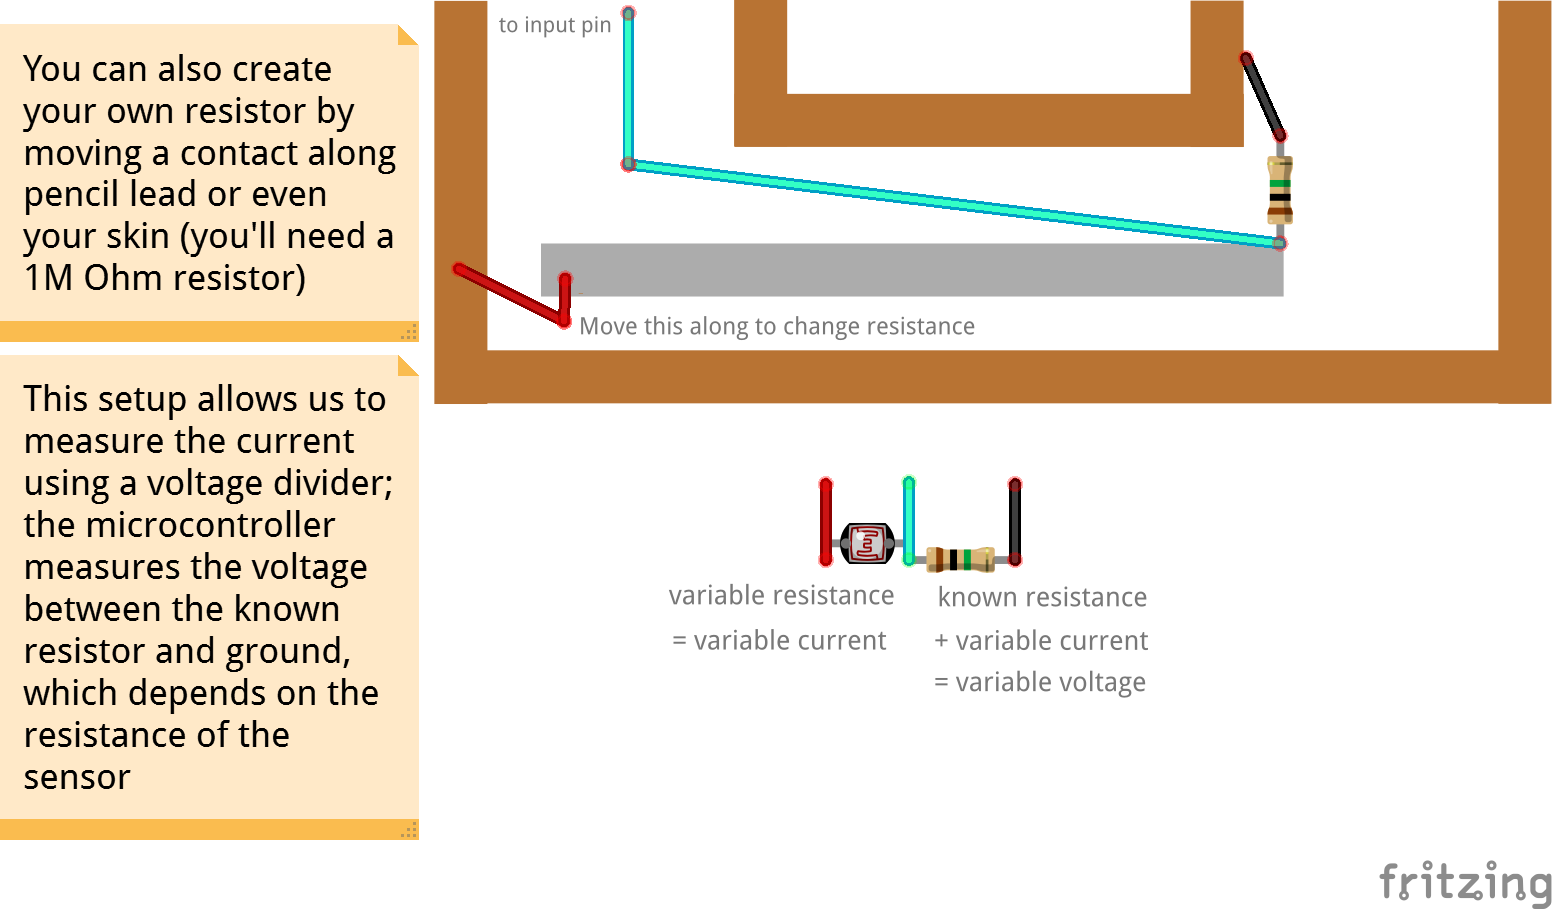 You can also create
your own resistor by
moving a contact along
pencil lead or even
your skin (you'll need a
1M Ohm resistor)
This setup allows us to
measure the current
using a voltage divider;
the microcontroller
measures the voltage
between the known
resistor and ground,
which depends on the
resistance of the
sensor
to input pin
Move this along to change resistance
variable resistance
= variable current
known resistance
+ variable current
= variable voltage
fritzing